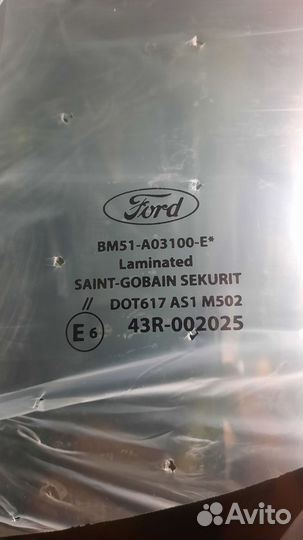 Ford
BM51-A03100-E*
Laminated
SAINT-GOBAIN SEKURIT
// DOT617 AS1 M502
E6 43R-002025
Avito